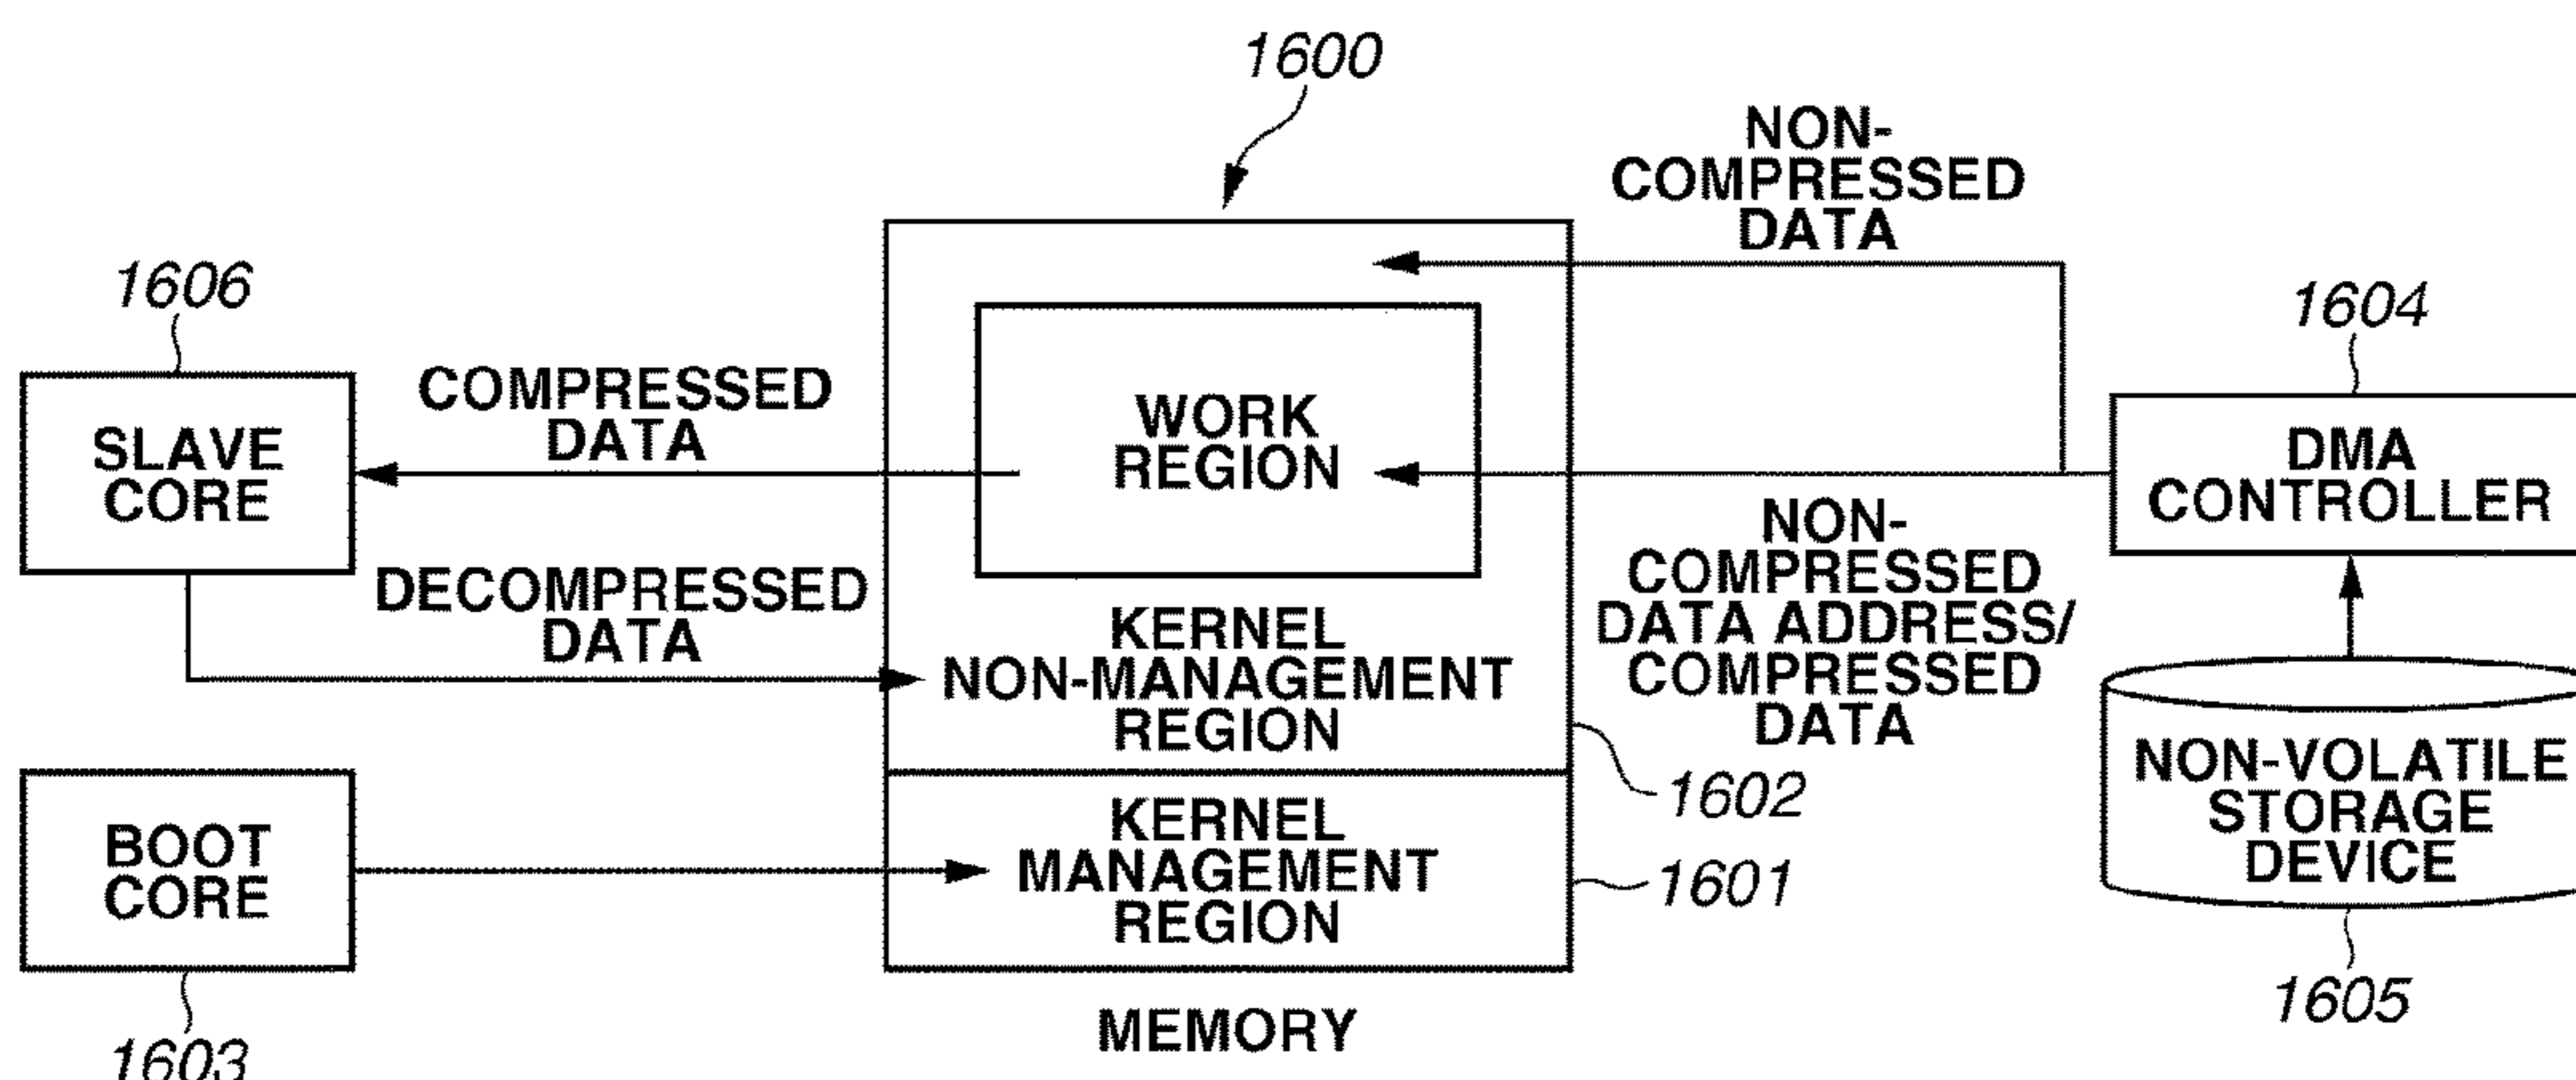 1600
NON-
COMPRESSED
DATA
1606
1604
SLAVE
CORE
COMPRESSED
DATA
WORK
REGION
DMA
CONTROLLER
DECOMPRESSED
DATA
NON-
COMPRESSED
DATA ADDRESS/
COMPRESSED
DATA
KERNEL
NON-MANAGEMENT
REGION
1602
NON-VOLATILE
STORAGE
DEVICE
BOOT
CORE
KERNEL
MANAGEMENT
REGION
1601
1605
1603
MEMORY